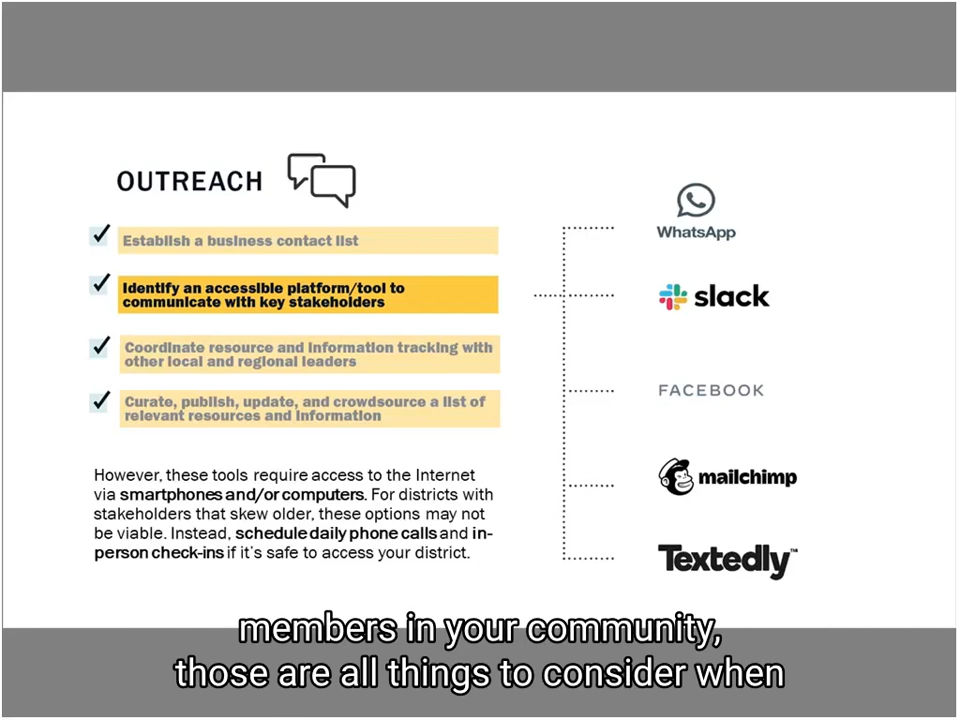 OUTREACH
Establish a business contact list
Identify an accessible platform/tool to
communicate with key stakeholders
Coordinate resource and information tracking with
other local and regional leaders
Curate, publish, update, and crowdsource a list of
relevant resources and information
However, these tools require access to the Internet
via smartphones and/or computers. For districts with
stakeholders that skew older, these options may not
be viable. Instead, schedule daily phone calls and in-
person check-ins if it's safe to access your district.
WhatsApp
slack
FACEBOOK
mailchimp
Textedly™
members in your community,
those are all things to consider when